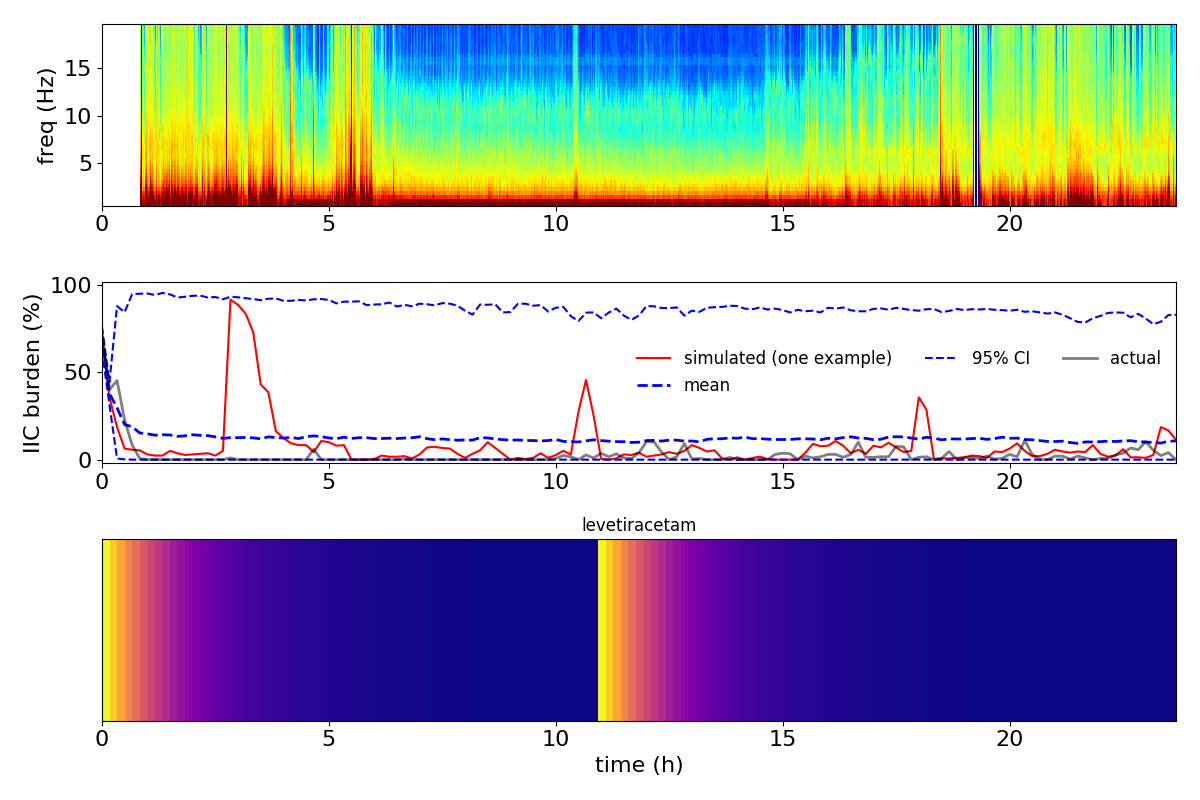 freq (Hz)
15
10
5
0 5 10 15 20
IIC burden (%)
100
50
0
simulated (one example) 95% CI actual
mean
0 5 10 15 20
levetiracetam
0 5 10 15 20
time (h)